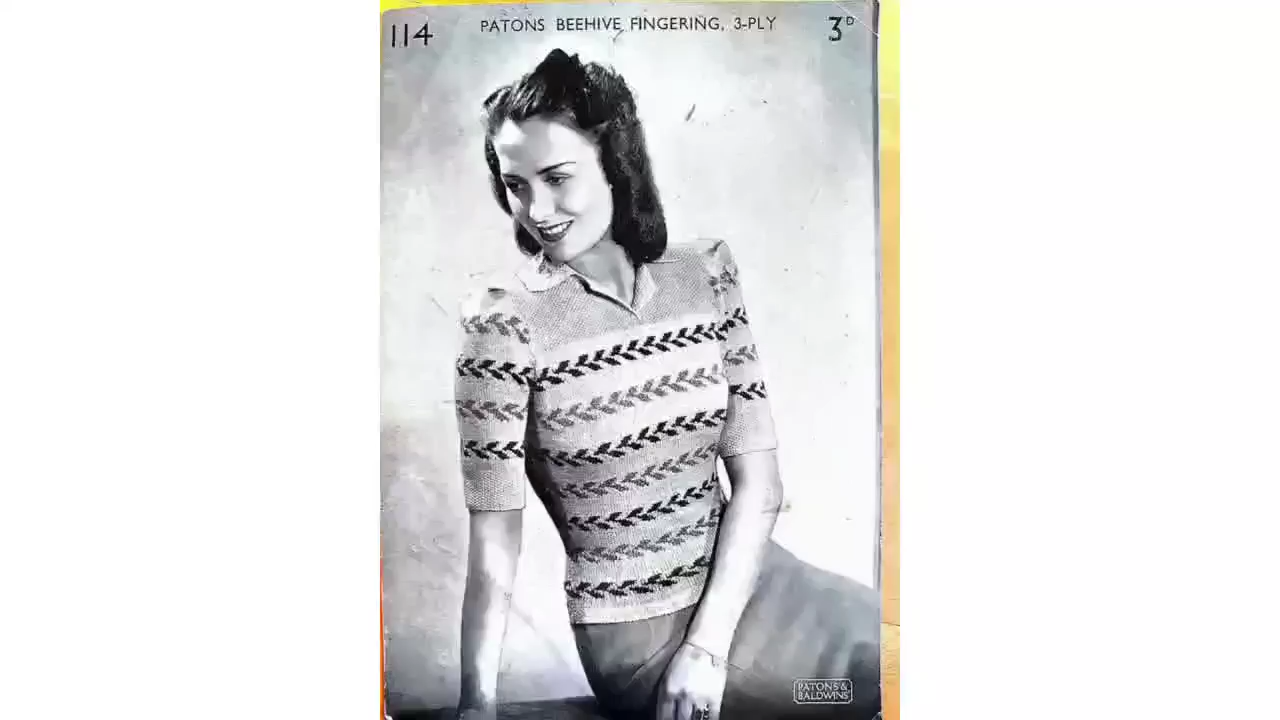 114
PATONS BEEHIVE FINGERING, 3-PLY
3D
PATONS &
BALDWINS